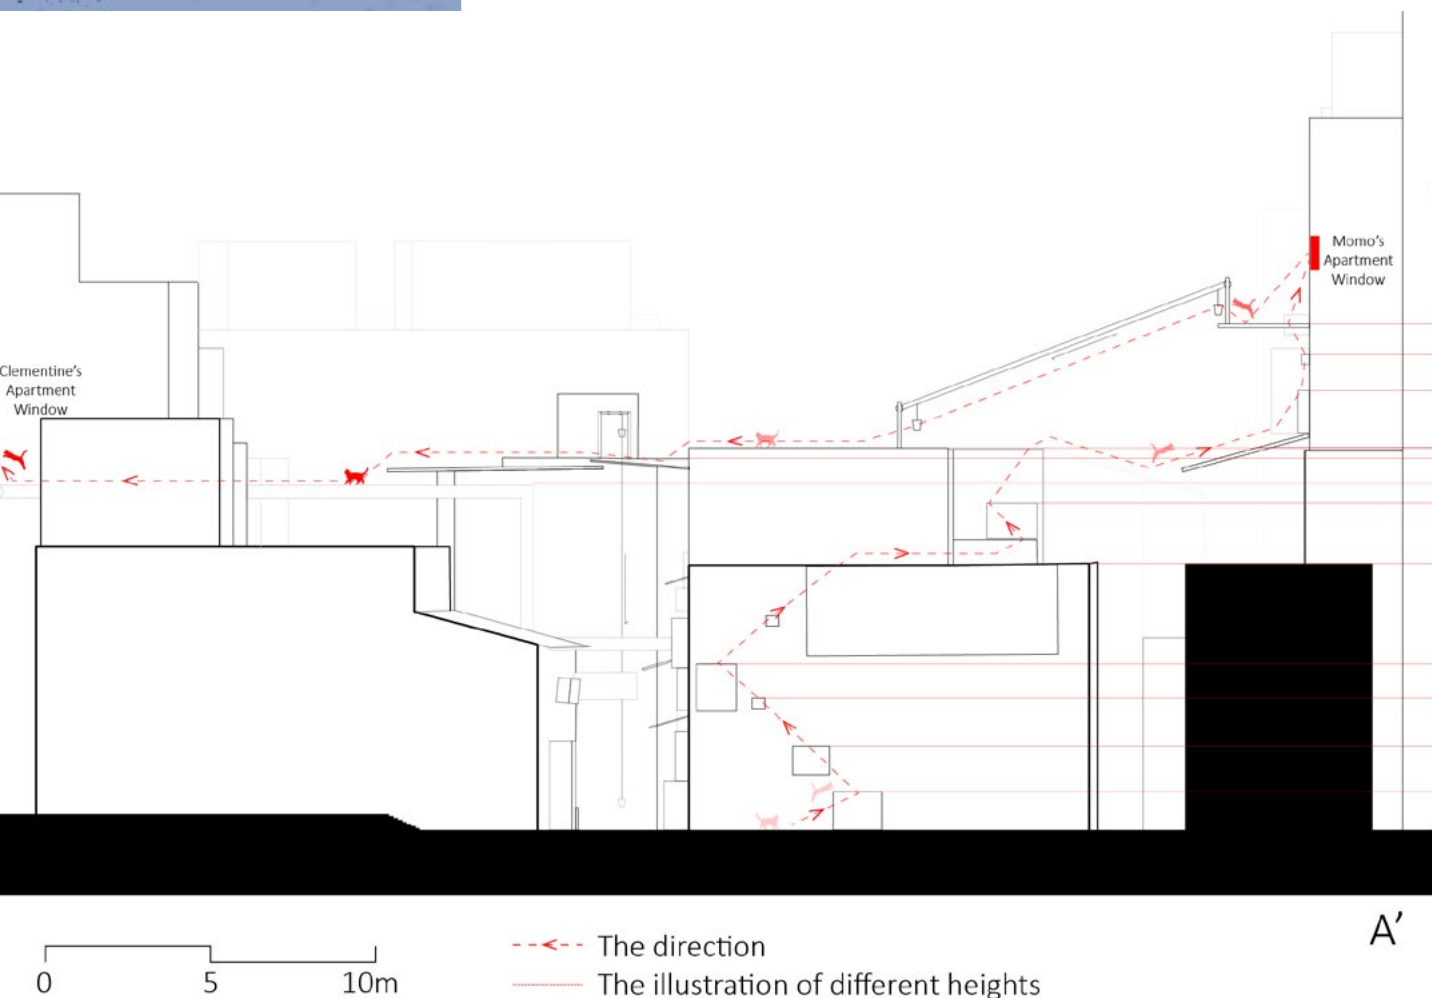 Momo's
Apartment
Window
Clementine's
Apartment
Window
A'
0 5 10m
The direction
The illustration of different heights